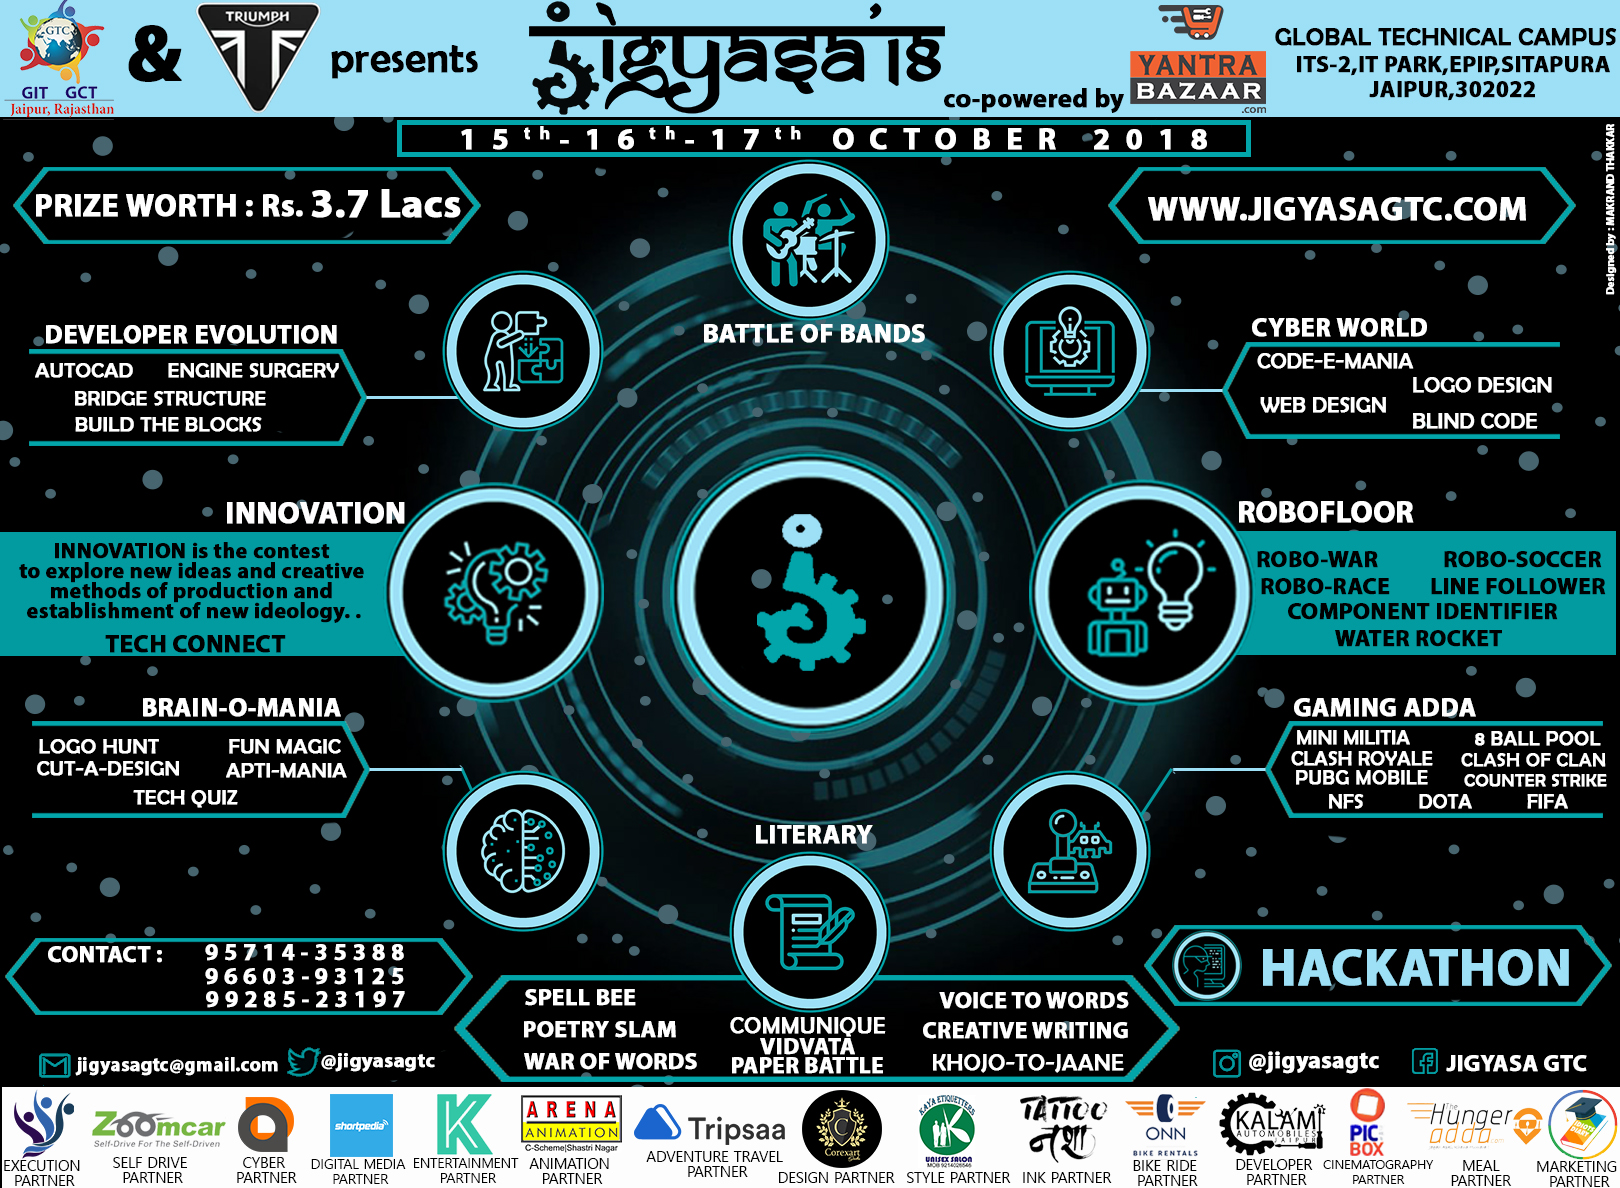 GTC
GIT GCT
Jaipur, Rajasthan
&
TRIUMPH
presents
Jigyasa'18
co-powered by
YANTRA
BAZAAR
.com
GLOBAL TECHNICAL CAMPUS
ITS-2,IT PARK,EPIP,SITAPURA
JAIPUR,302022
15th-16th-17th OCTOBER 2018
Designed by : MAKRAND THAKKAR
PRIZE WORTH : Rs. 3.7 Lacs
WWW.JIGYASAGTC.COM
BATTLE OF BANDS
DEVELOPER EVOLUTION
AUTOCAD ENGINE SURGERY
BRIDGE STRUCTURE
BUILD THE BLOCKS
CYBER WORLD
CODE-E-MANIA
LOGO DESIGN
WEB DESIGN
BLIND CODE
INNOVATION
INNOVATION is the contest
to explore new ideas and creative
methods of production and
establishment of new ideology. .
TECH CONNECT
ROBOFLOOR
ROBO-WAR ROBO-SOCCER
ROBO-RACE LINE FOLLOWER
COMPONENT IDENTIFIER
WATER ROCKET
BRAIN-O-MANIA
LOGO HUNT FUN MAGIC
CUT-A-DESIGN APTI-MANIA
TECH QUIZ
GAMING ADDA
MINI MILITIA 8 BALL POOL
CLASH ROYALE CLASH OF CLAN
PUBG MOBILE COUNTER STRIKE
NFS DOTA FIFA
LITERARY
SPELL BEE
POETRY SLAM
WAR OF WORDS
COMMUNIQUE
VIDVATA
PAPER BATTLE
VOICE TO WORDS
CREATIVE WRITING
KHOJO-TO-JAANE
CONTACT :
95714-35388
96603-93125
99285-23197
HACKATHON
jigyasagtc@gmail.com
@jigyasagtc
@jigyasagtc
JIGYASA GTC
EXECUTION
PARTNER
ZOOmcar
Self-Drive For The Self-Driven
SELF DRIVE
PARTNER
CYBER
PARTNER
shortpedia
DIGITAL MEDIA
PARTNER
K
ENTERTAINMENT
PARTNER
ARENA
ANIMATION
C-Scheme|Shastri Nagar
ANIMATION
PARTNER
Tripsaa
ADVENTURE TRAVEL
PARTNER
C
Corexart
DESIGN PARTNER
KAYA ETIQUETTERS
UNISEX SALON
MOB 9214026546
STYLE PARTNER
TATTOO
नशा
INK PARTNER
ONN
BIKE RENTALS
BIKE RIDE
PARTNER
KALAM
AUTOMOBILES
JAIPUR
DEVELOPER
PARTNER
PIC
BOX
CINEMATOGRAPHY
PARTNER
The
Hunger
adda
MEAL
PARTNER
MARKETING
PARTNER